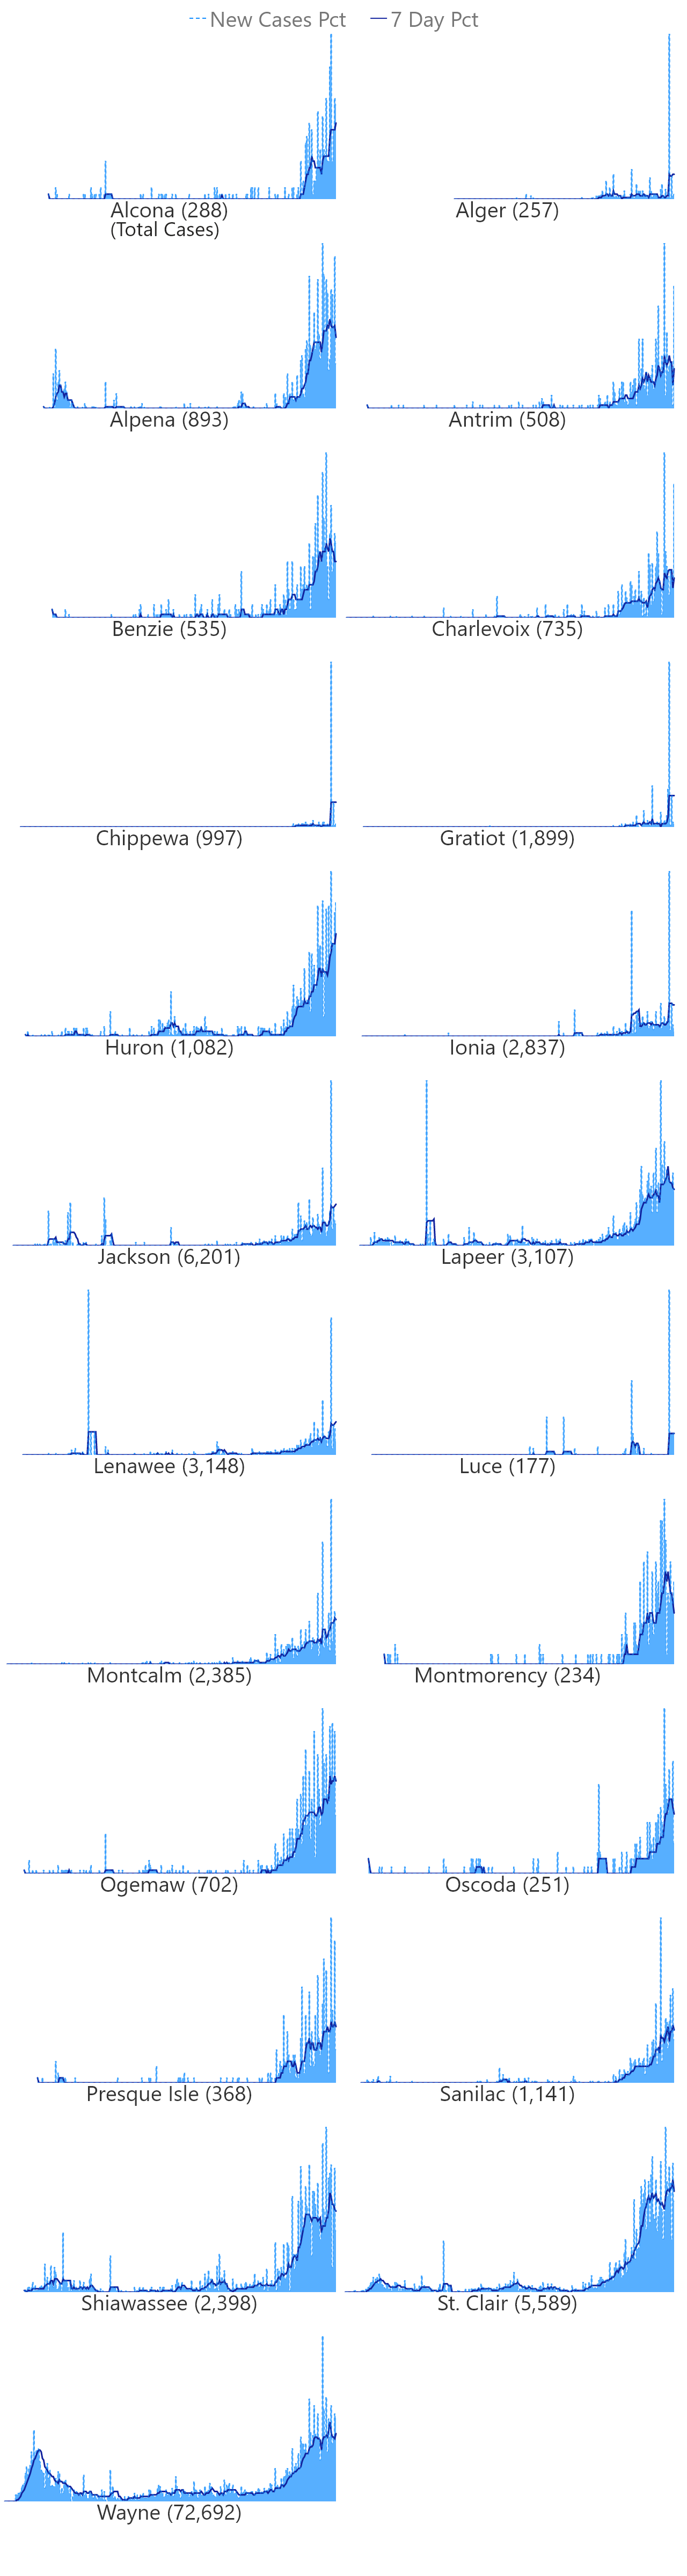 New Cases Pct 7 Day Pct
Alcona (288) Alger (257)
(Total Cases)
Alpena (893) Antrim (508)
Benzie (535) Charlevoix (735)
Chippewa (997) Gratiot (1,899)
Huron (1,082) Ionia (2,837)
Jackson (6,201) Lapeer (3,107)
Lenawee (3,148) Luce (177)
Montcalm (2,385) Montmorency (234)
Ogemaw (702) Oscoda (251)
Presque Isle (368) Sanilac (1,141)
Shiawassee (2,398) St. Clair (5,589)
Wayne (72,692)